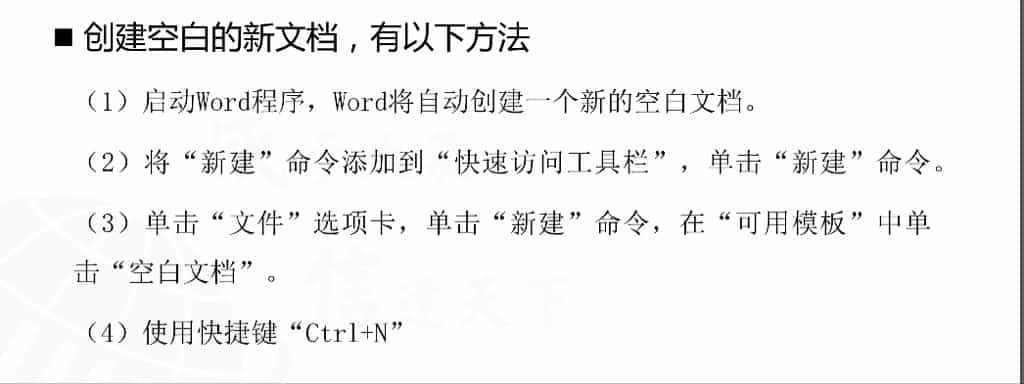 ■ 创建空白的新文档，有以下方法
（1）启动Word程序，Word将自动创建一个新的空白文档。
（2）将“新建”命令添加到“快速访问工具栏”，单击“新建”命令。
（3）单击“文件”选项卡，单击“新建”命令，在“可用模板”中单
击“空白文档”。
（4）使用快捷键“Ctrl+N”